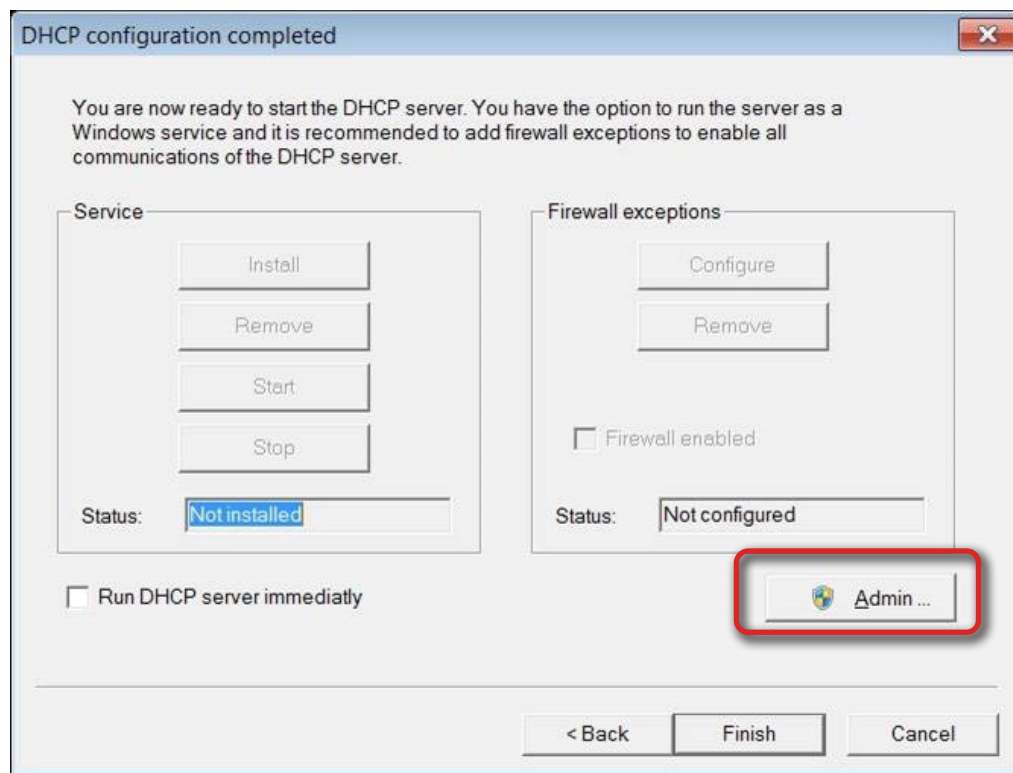 DHCP configuration completed
You are now ready to start the DHCP server. You have the option to run the server as a
Windows service and it is recommended to add firewall exceptions to enable all
communications of the DHCP server.
Service
Install
Remove
Start
Stop
Status: Not installed
Firewall exceptions
Configure
Remove
Firewall enabled
Status: Not configured
Run DHCP server immediatly
Admin ...
< Back
Finish
Cancel